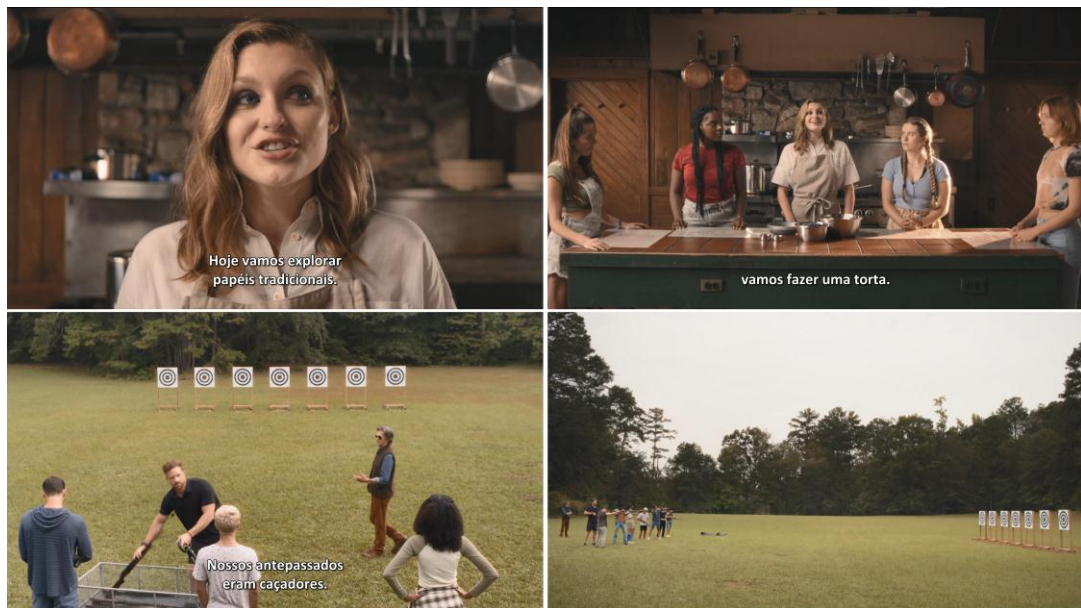 Hoje vamos explorar
papéis tradicionais.
vamos fazer uma torta.
Nossos antepassados
eram caçadores.